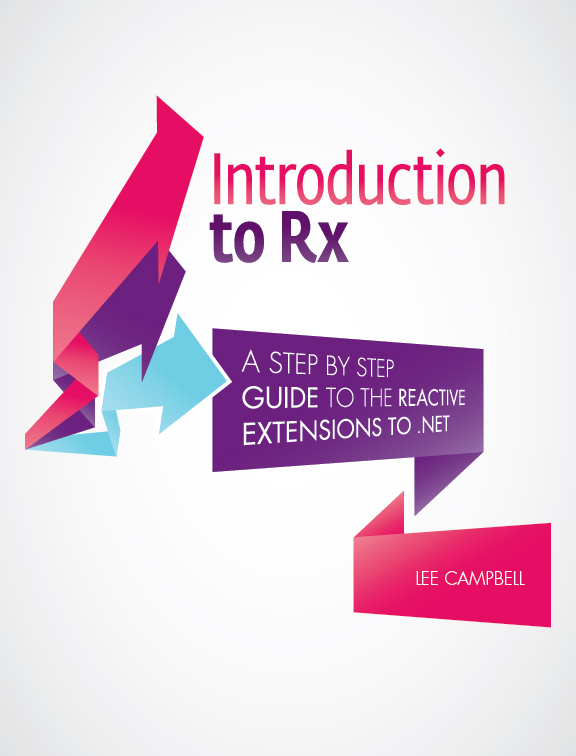 Introduction
to Rx
A STEP BY STEP
GUIDE TO THE REACTIVE
EXTENSIONS TO .NET
LEE CAMPBELL